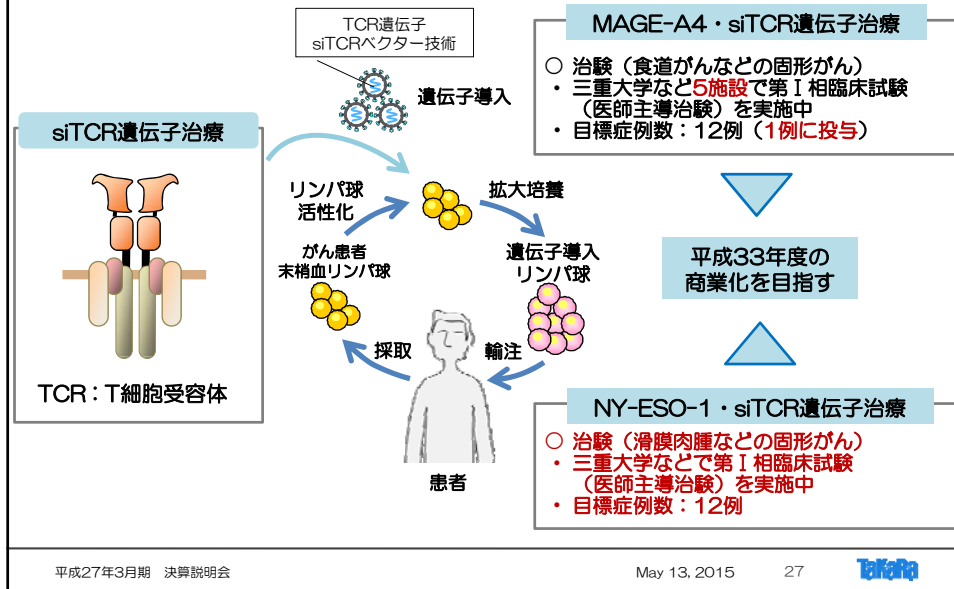 TCR遺伝子
siTCRベクター技術
遺伝子導入
siTCR遺伝子治療
TCR：T細胞受容体
リンパ球
活性化
拡大培養
がん患者
末梢血リンパ球
遺伝子導入
リンパ球
採取
輸注
患者
MAGE-A4・siTCR遺伝子治療
○ 治験（食道がんなどの固形がん）
・ 三重大学など5施設で第Ⅰ相臨床試験
（医師主導治験）を実施中
・ 目標症例数：12例（1例に投与）
平成33年度の
商業化を目指す
NY-ESO-1・siTCR遺伝子治療
○ 治験（滑膜肉腫などの固形がん）
・ 三重大学などで第Ⅰ相臨床試験
（医師主導治験）を実施中
・ 目標症例数：12例
平成27年3月期　決算説明会
May 13, 2015
27
TaKaRa